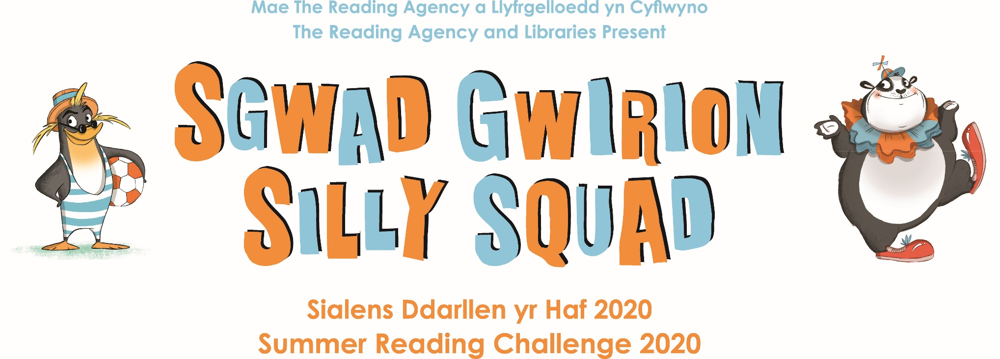 Mae The Reading Agency a Llyfrgelloedd yn Cyflwyno
The Reading Agency and Libraries Present
SGWAD GWIRION
SILLY SQUAD
Sialens Ddarllen yr Haf 2020
Summer Reading Challenge 2020